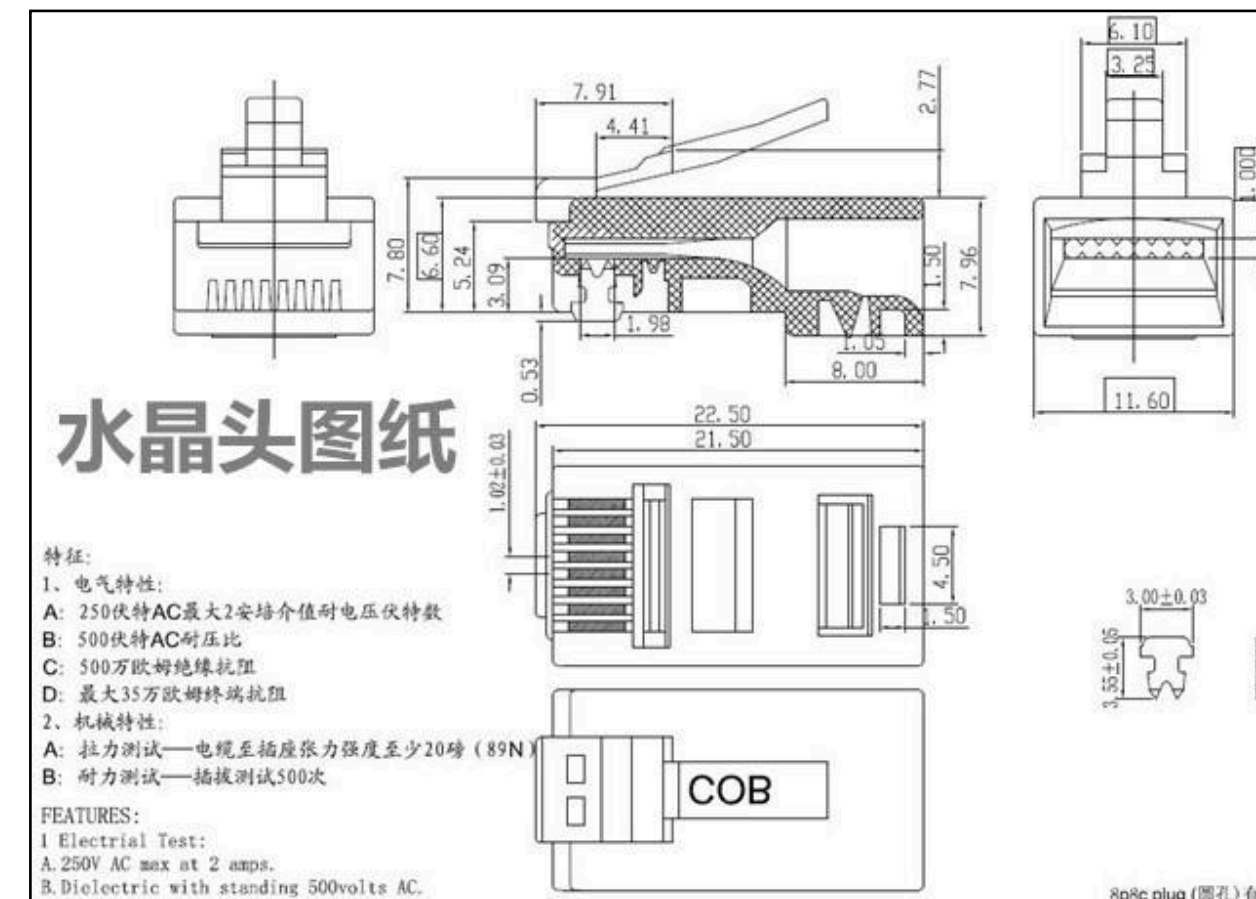 6.10
3.25
7.91
4.41
2.77
1.000
7.80
6.60
5.24
3.09
1.98
0.53
1.50
7.96
1.05
8.00
11.60
22.50
21.50
水晶头图纸
1.02±0.03
4.50
1.50
3.00±0.03
3.55±0.05
COB
特征:
1、电气特性:
A: 250伏特AC最大2安培介值耐电压伏特数
B: 500伏特AC耐压比
C: 500万欧姆绝缘抗阻
D: 最大35万欧姆终端抗阻
2、机械特性:
A: 拉力测试──电缆至插座张力强度至少20磅（89N）
B: 耐力测试──插拔测试500次
FEATURES:
1 Electrial Test:
A.250V AC max at 2 amps.
B.Dielectric with standing 500volts AC.
8p8c plug (圆孔)